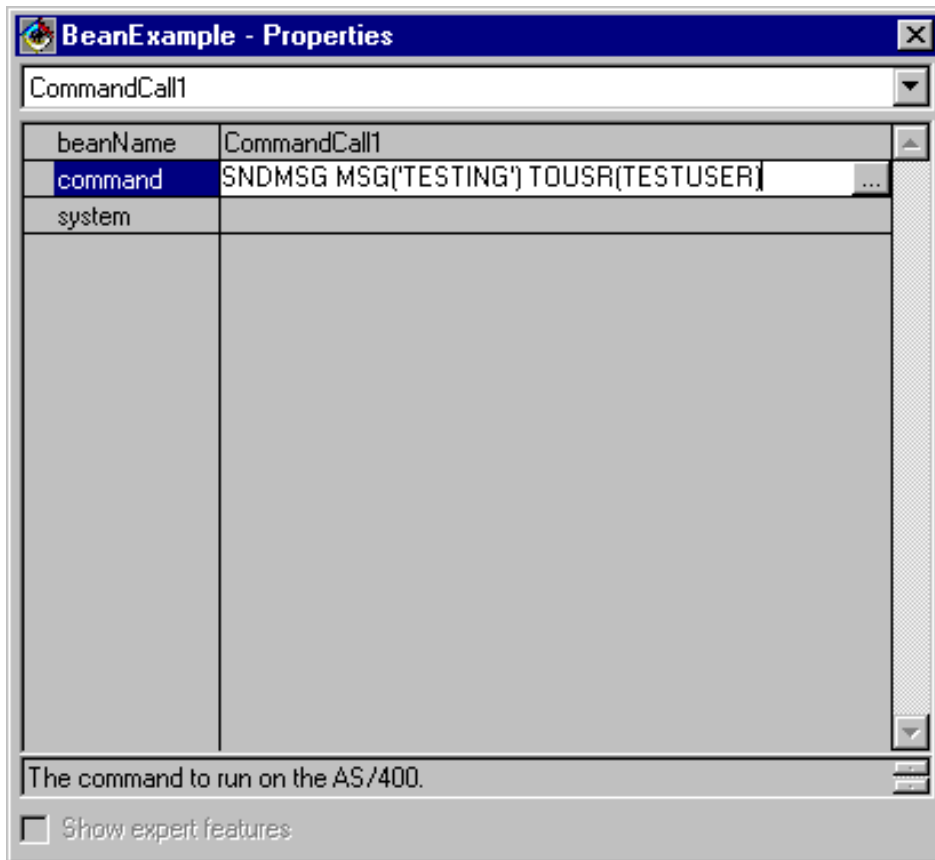 BeanExample - Properties
CommandCall1
beanName CommandCall1
command SNDMSG MSG('TESTING') TOUSR(TESTUSER) ...
system
The command to run on the AS/400.
Show expert features